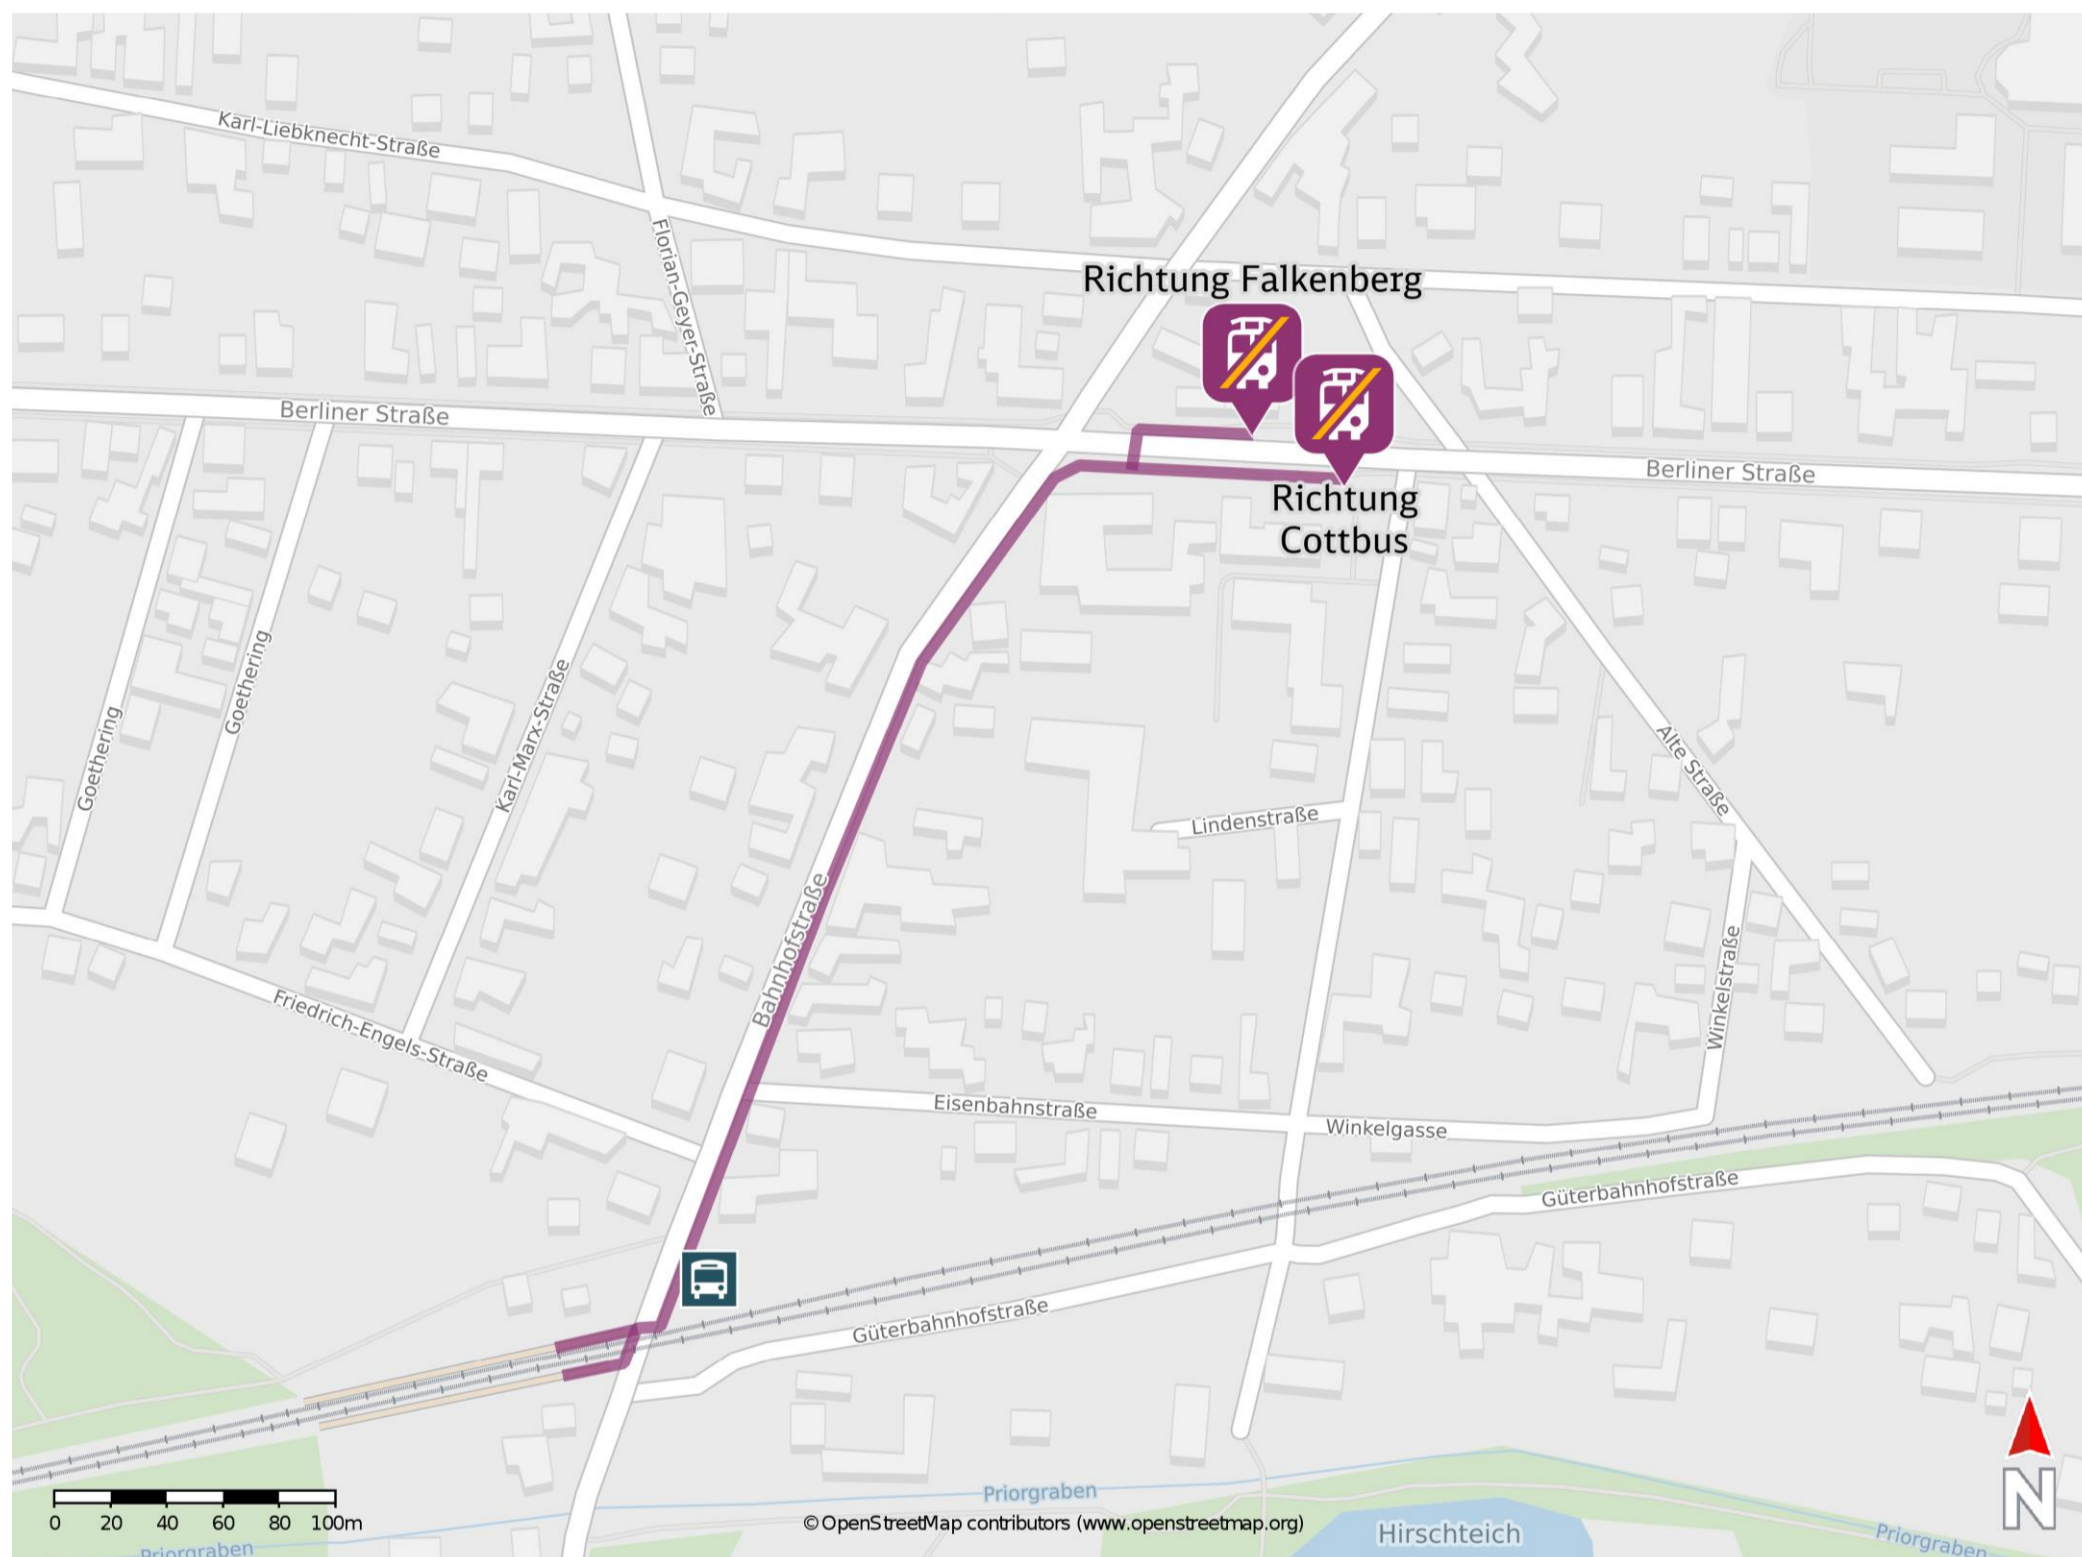 Karl-Liebknecht-Straße
Florian-Geyer-Straße
Richtung Falkenberg
Berliner Straße
Berliner Straße
Richtung
Cottbus
Goethering
Goethering
Karl-Marx-Straße
Alte Straße
Lindenstraße
Bahnhofstraße
Winkelstraße
Friedrich-Engels-Straße
Eisenbahnstraße
Winkelgasse
Güterbahnhofstraße
Güterbahnhofstraße
Priorgraben
0 20 40 60 80 100m
© OpenStreetMap contributors (www.openstreetmap.org)
Hirschteich
Priorgraben
Priorgraben
N